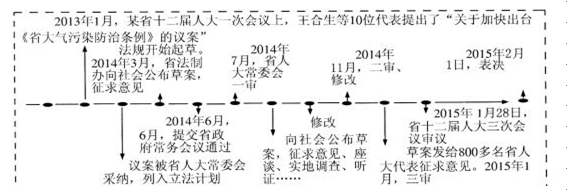 2013年1月，某省十二届人大一次会议上，王合生等10位代表提出了“关于加快出台
《省大气污染防治条例》的议案”
法规开始起草。
2014年3月，省法制
办向社会公布草案，
征求意见
2014年
7月，省人
大常委会
一审
2014年
11月，二审、
修改
2015年2月
1日，表决
2014年6月，
6月，提交省政
府常务会议通过
议案被省人大常委会
采纳，列入立法计划
修改
向社会公布草
案，征求意见、座
谈、实地调查、听
证……
2015年1月28日，
省十二届人大三次会
议审议
草案发给800多名省人
大代表征求意见。2015年1
月，三审